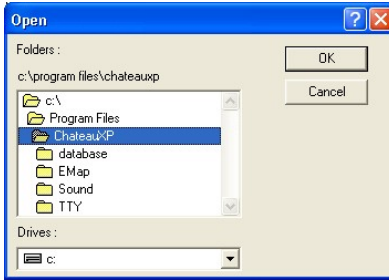 Open
Folders :
OK
c:\program files\chateauxp
Cancel
c:\
Program Files
ChateauXP
database
EMap
Sound
TTY
Drives :
c: